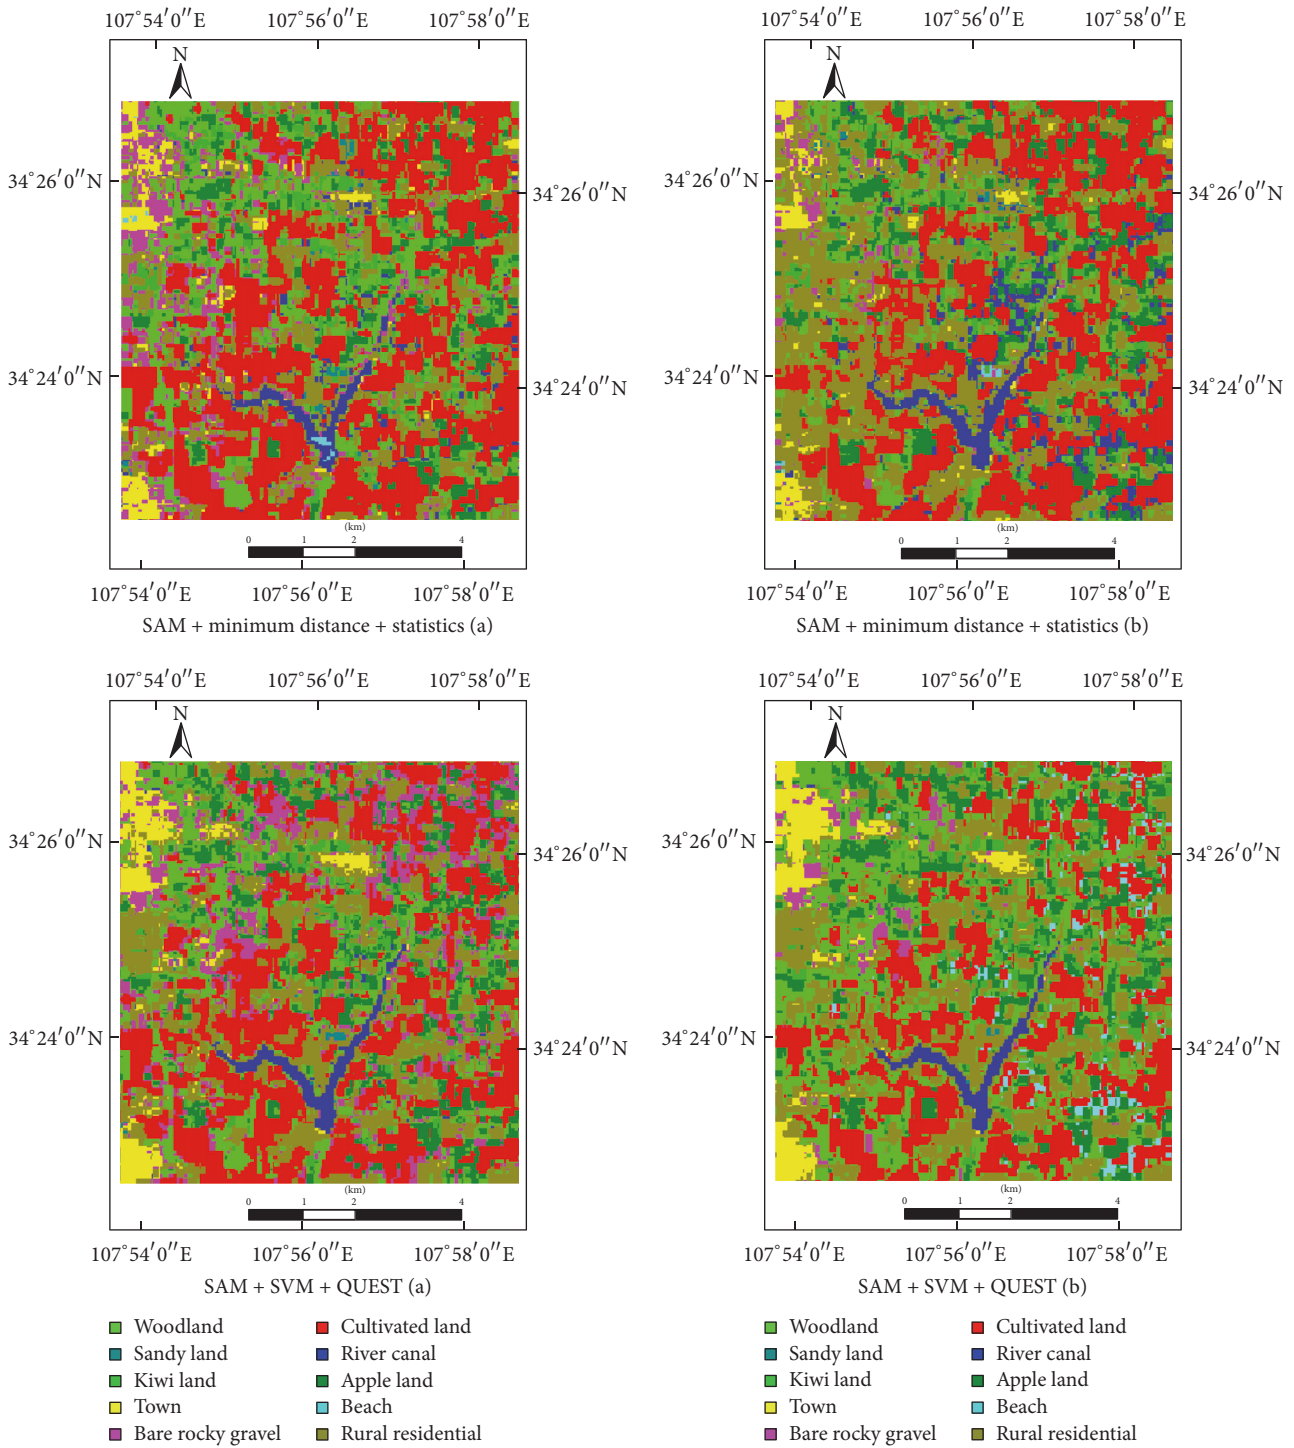 107°54′0″E 107°56′0″E 107°58′0″E
107°54′0″E 107°56′0″E 107°58′0″E
N
N
34°26′0″N
34°26′0″N
34°26′0″N
34°26′0″N
34°24′0″N
34°24′0″N
34°24′0″N
34°24′0″N
(km)
0 1 2 4
(km)
0 1 2 4
107°54′0″E 107°56′0″E 107°58′0″E
107°54′0″E 107°56′0″E 107°58′0″E
SAM + minimum distance + statistics (a)
SAM + minimum distance + statistics (b)
107°54′0″E 107°56′0″E 107°58′0″E
107°54′0″E 107°56′0″E 107°58′0″E
N
N
34°26′0″N
34°26′0″N
34°26′0″N
34°26′0″N
34°24′0″N
34°24′0″N
34°24′0″N
34°24′0″N
(km)
0 1 2 4
(km)
0 1 2 4
107°54′0″E 107°56′0″E 107°58′0″E
107°54′0″E 107°56′0″E 107°58′0″E
SAM + SVM + QUEST (a)
SAM + SVM + QUEST (b)
Woodland
Sandy land
Kiwi land
Town
Bare rocky gravel
Cultivated land
River canal
Apple land
Beach
Rural residential
Woodland
Sandy land
Kiwi land
Town
Bare rocky gravel
Cultivated land
River canal
Apple land
Beach
Rural residential